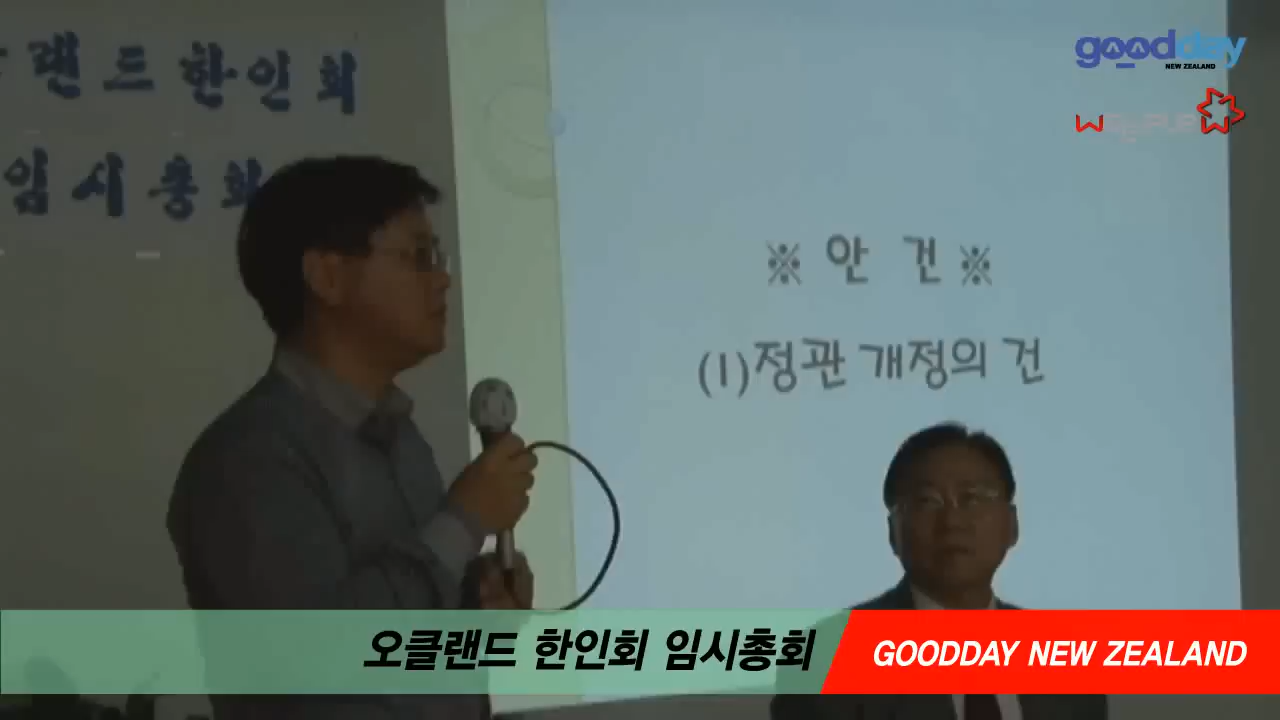 랜드한인회
임시총회
goodday
NEW ZEALAND
※ 안 건 ※
(1)정관 개정의 건
오클랜드 한인회 임시총회
GOODDAY NEW ZEALAND